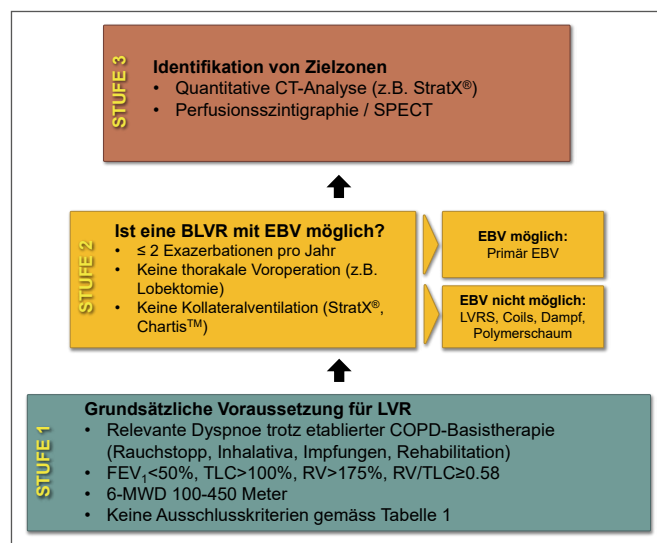 STUFE 3
Identifikation von Zielzonen
• Quantitative CT-Analyse (z.B. StratX®)
• Perfusionsszintigraphie / SPECT
STUFE 2
Ist eine BLVR mit EBV möglich?
• ≤ 2 Exazerbationen pro Jahr
• Keine thorakale Voroperation (z.B.
Lobektomie)
• Keine Kollateralventilation (StratX®,
Chartis™)
EBV möglich:
Primär EBV
EBV nicht möglich:
LVRS, Coils, Dampf,
Polymerschaum
STUFE 1
Grundsätzliche Voraussetzung für LVR
• Relevante Dyspnoe trotz etablierter COPD-Basistherapie
(Rauchstopp, Inhalativa, Impfungen, Rehabilitation)
• FEV₁<50%, TLC>100%, RV>175%, RV/TLC≥0.58
• 6-MWD 100-450 Meter
• Keine Ausschlusskriterien gemäss Tabelle 1